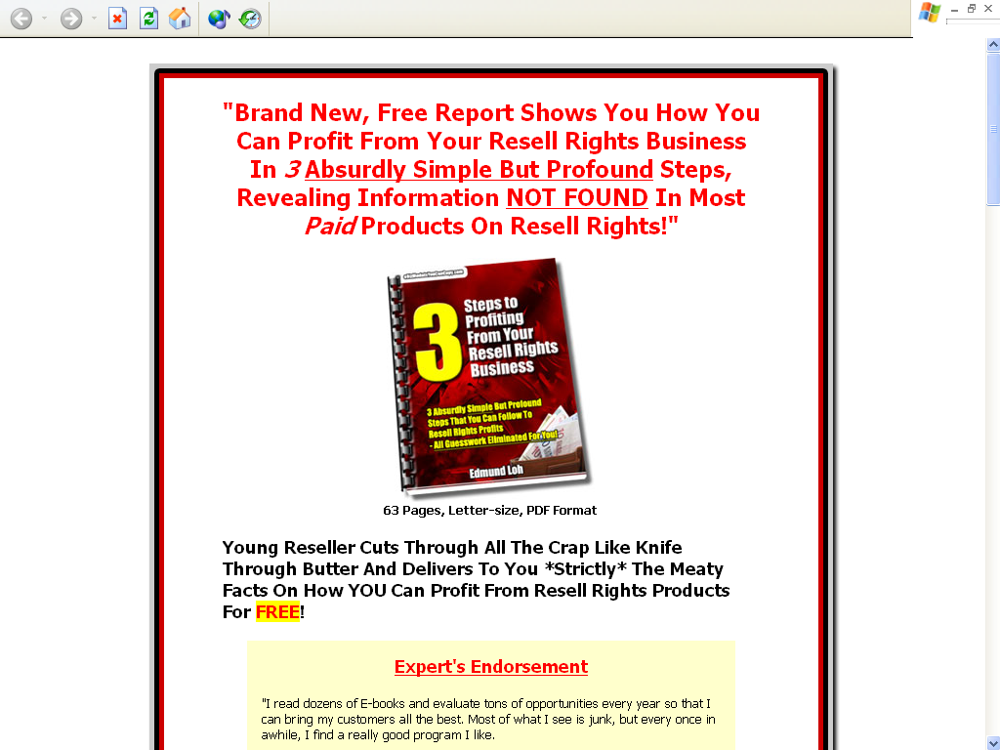 "Brand New, Free Report Shows You How You
Can Profit From Your Resell Rights Business
In 3 Absurdly Simple But Profound Steps,
Revealing Information NOT FOUND In Most
Paid Products On Resell Rights!"
3
Steps to
Profiting
From Your
Resell Rights
Business
3 Absurdly Simple But Profound
Steps That You Can Follow To
Resell Rights Profits
- All Guesswork Eliminated For You!
Edmund Loh
63 Pages, Letter-size, PDF Format
Young Reseller Cuts Through All The Crap Like Knife
Through Butter And Delivers To You *Strictly* The Meaty
Facts On How YOU Can Profit From Resell Rights Products
For FREE!
Expert's Endorsement
"I read dozens of E-books and evaluate tons of opportunities every year so that I
can bring my customers all the best. Most of what I see is junk, but every once in
awhile, I find a really good program I like.